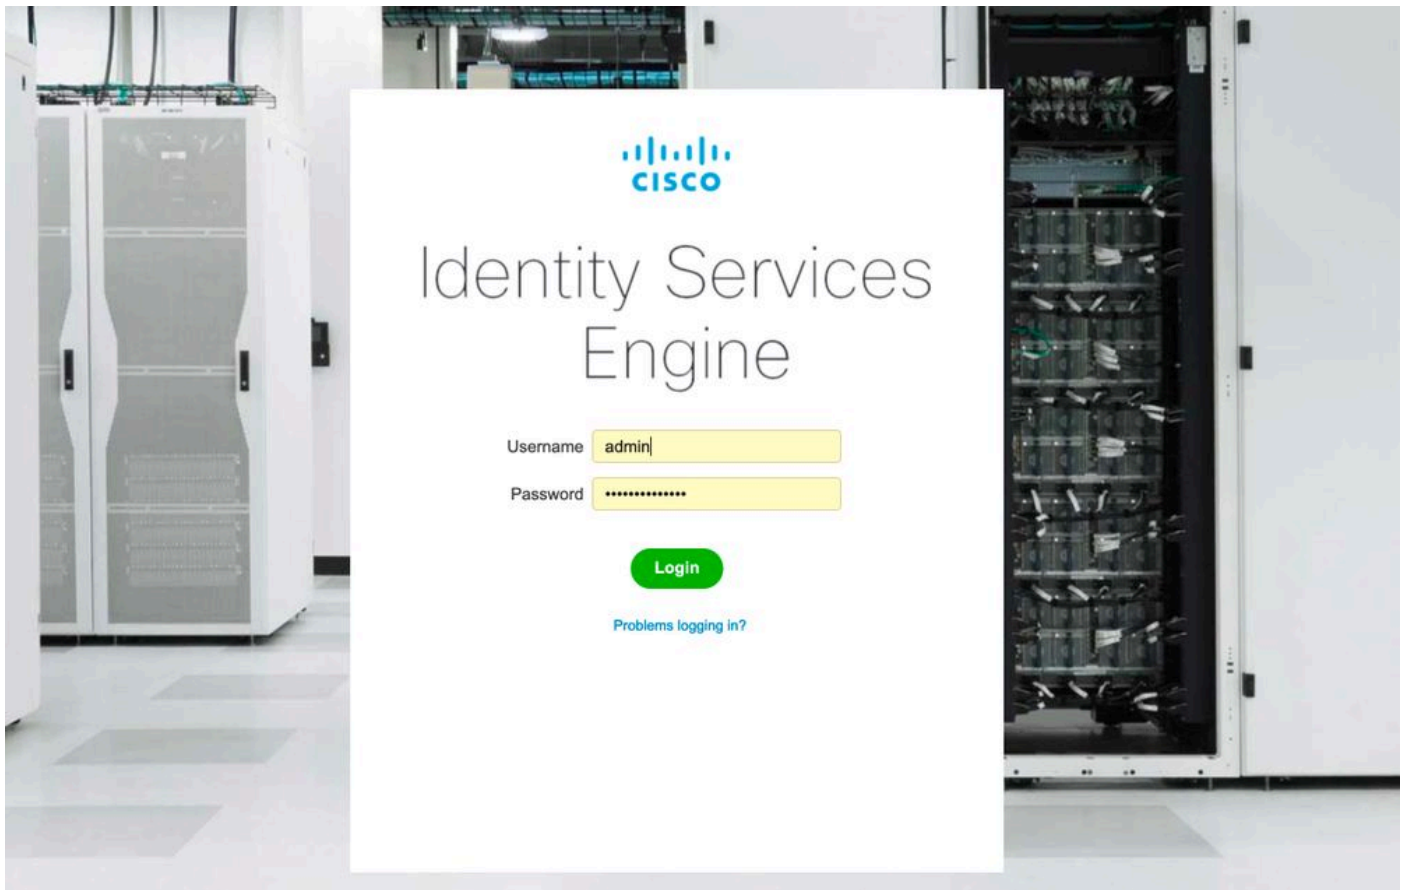 CISCO
Identity Services
Engine
Username admin
Password ••••••••••••••
Login
Problems logging in?